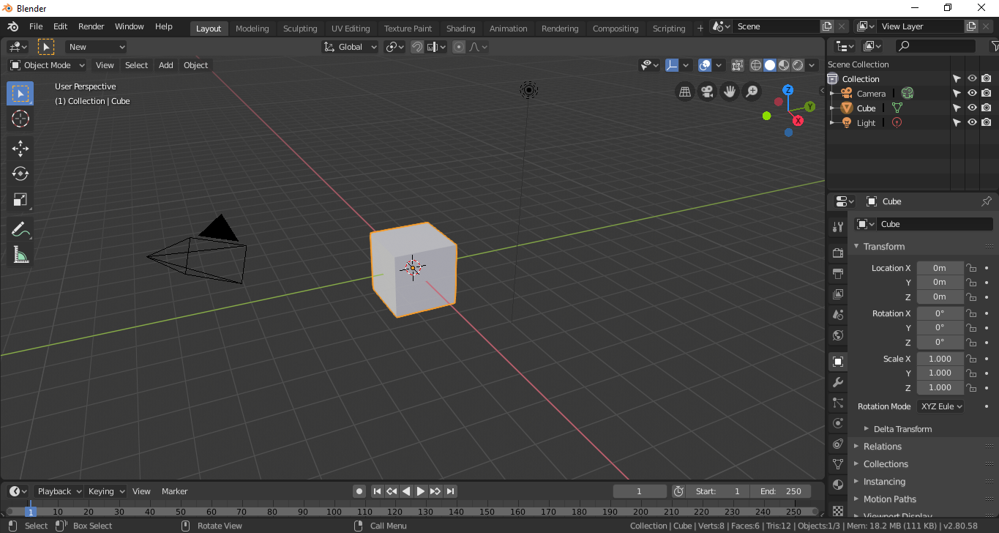 Blender
File Edit Render Window Help Layout Modeling Sculpting UV Editing Texture Paint Shading Animation Rendering Compositing Scripting + Scene View Layer
New Global
Object Mode View Select Add Object
User Perspective
(1) Collection | Cube
Z
Y
X
Scene Collection
Collection
Camera
Cube
Light
Cube
Cube
Transform
Location X 0m
Y 0m
Z 0m
Rotation X 0°
Y 0°
Z 0°
Scale X 1.000
Y 1.000
Z 1.000
Rotation Mode XYZ Eule
Delta Transform
Relations
Collections
Instancing
Motion Paths
Viewport Display
Playback Keying View Marker 1 Start: 1 End: 250
1 10 20 30 40 50 60 70 80 90 100 110 120 130 140 150 160 170 180 190 200 210 220 230 240 250
Select Box Select Rotate View Call Menu Collection | Cube | Verts:8 | Faces:6 | Tris:12 | Objects:1/3 | Mem: 18.2 MB (111 KB) | v2.80.58